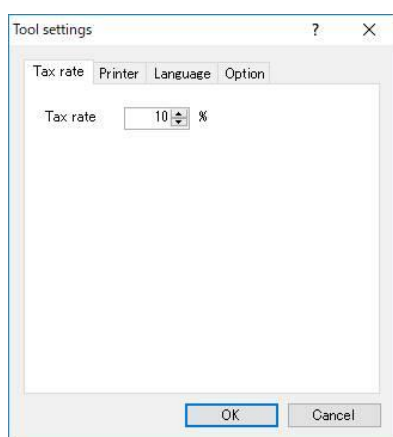 Tool settings ? ×
Tax rate Printer Language Option
Tax rate 10 %
OK Cancel